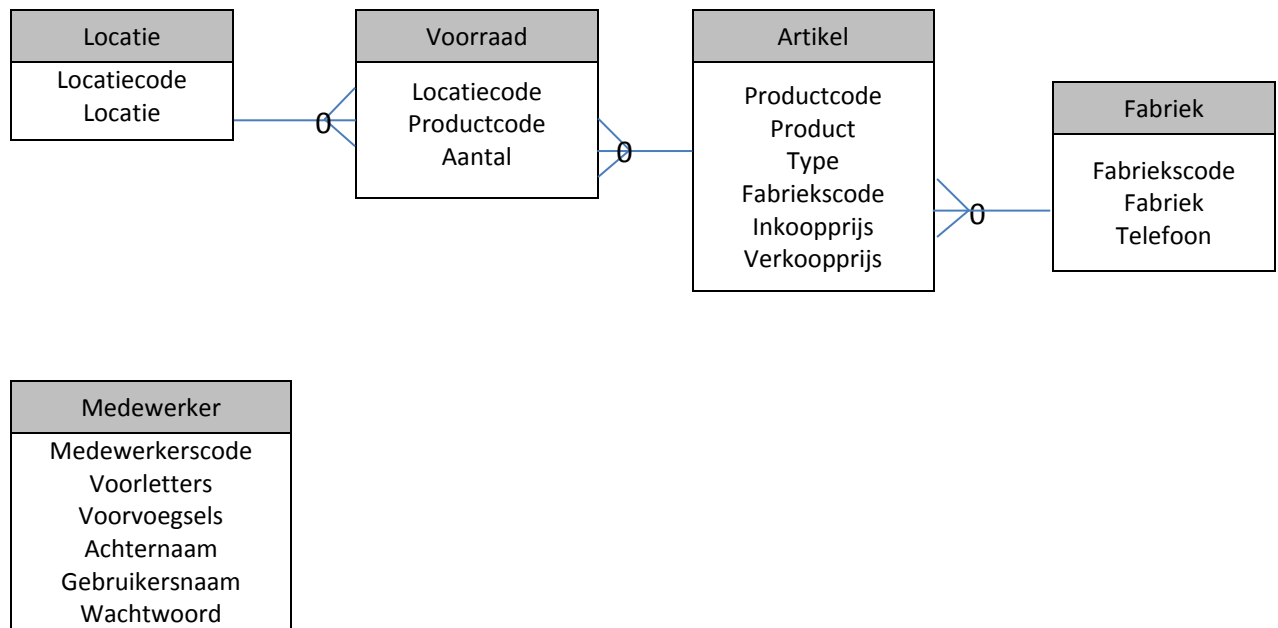 Locatie
Locatiecode
Locatie
0
Voorraad
Locatiecode
Productcode
Aantal
0
Artikel
Productcode
Product
Type
Fabriekscode
Inkoopprijs
Verkoopprijs
0
Fabriek
Fabriekscode
Fabriek
Telefoon
Medewerker
Medewerkerscode
Voorletters
Voorvoegsels
Achternaam
Gebruikersnaam
Wachtwoord